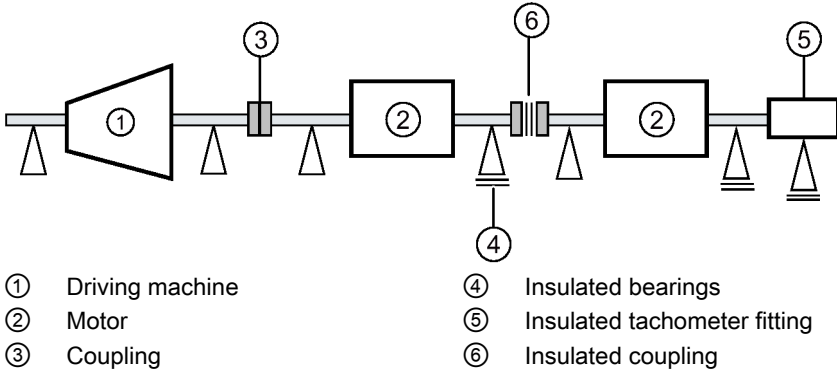 ⑥
③ ⑤
① ② ②
④
① Driving machine ④ Insulated bearings
② Motor ⑤ Insulated tachometer fitting
③ Coupling ⑥ Insulated coupling